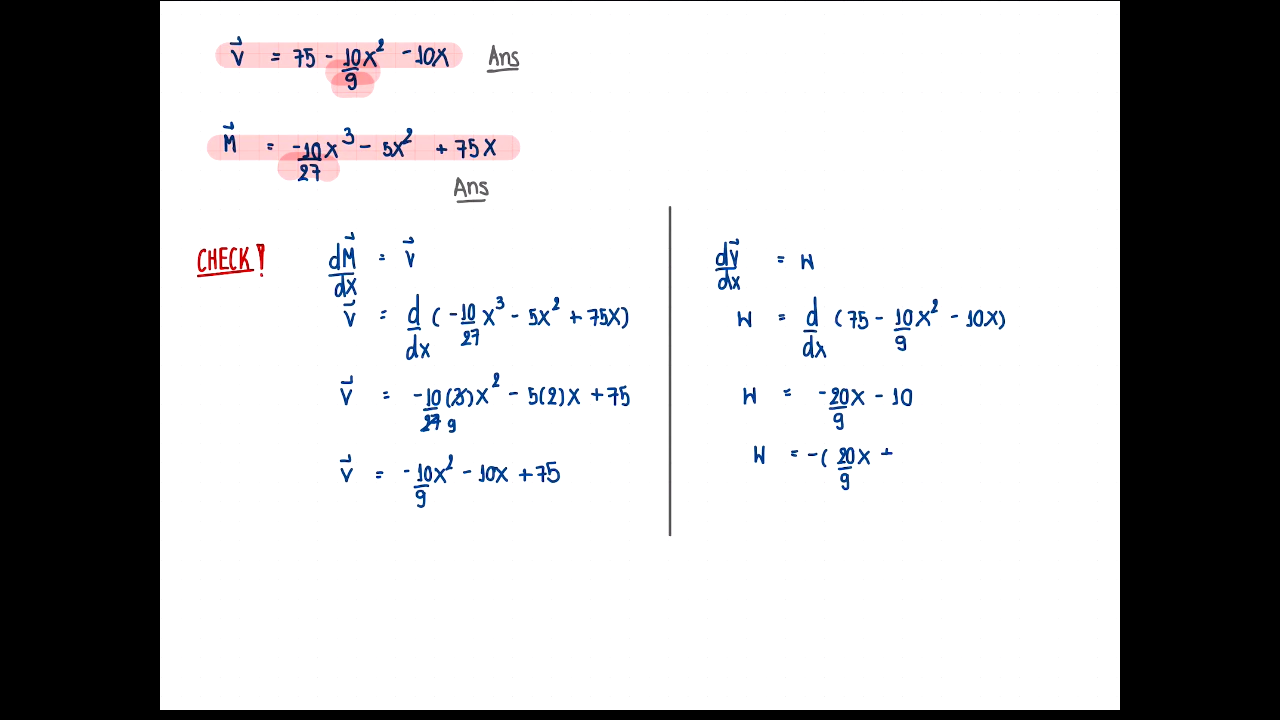 V⃗ = 75 - 10/9 x² - 10x Ans
M⃗ = -10/27 x³ - 5x² + 75x
Ans
CHECK!
dM⃗/dx = V⃗
V⃗ = d/dx (-10/27 x³ - 5x² + 75x)
V⃗ = -10/27 9 (3)x² - 5(2)x + 75
V⃗ = -10/9 x² - 10x + 75
dV⃗/dx = W
W = d/dx (75 - 10/9 x² - 10x)
W = -20/9 x - 10
W = -(20/9 x +